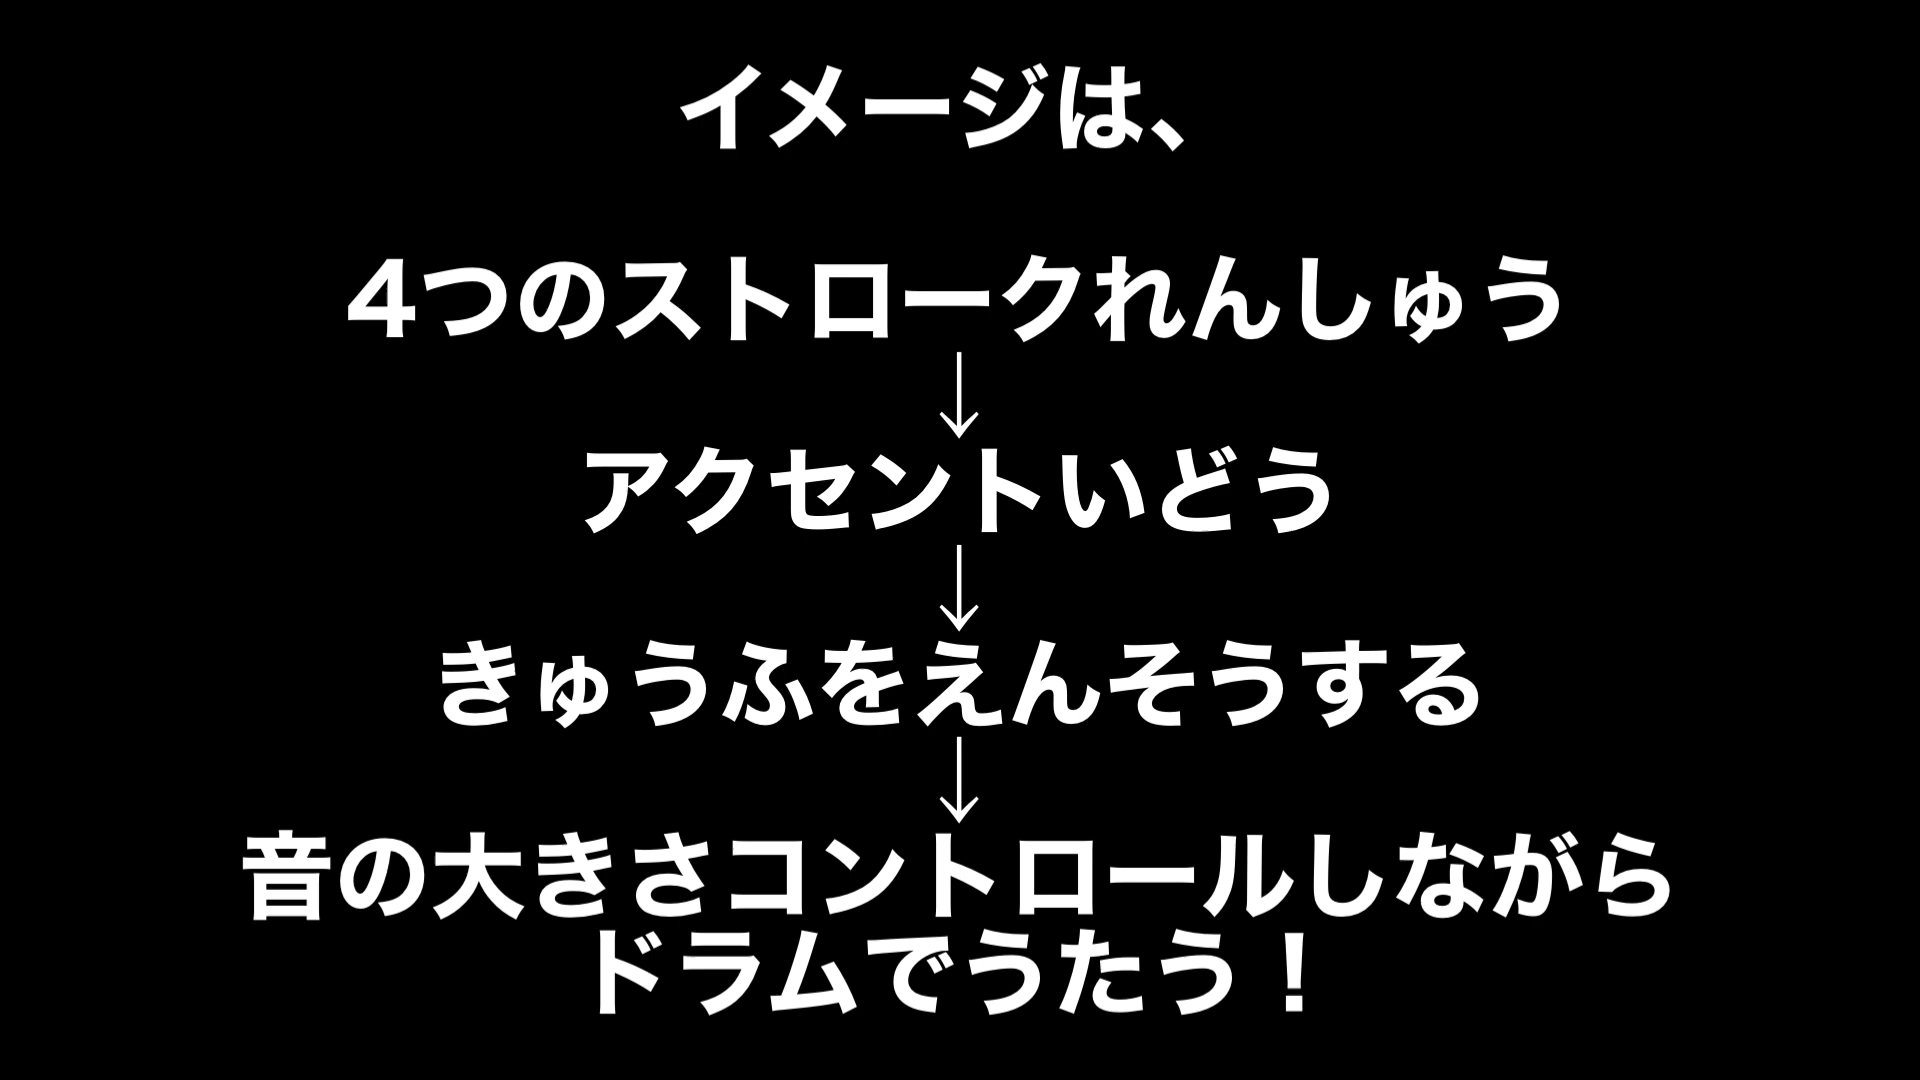 イメージは、
4つのストロークれんしゅう
↓
アクセントいどう
↓
きゅうふをえんそうする
↓
音の大きさコントロールしながら
ドラムでうたう！